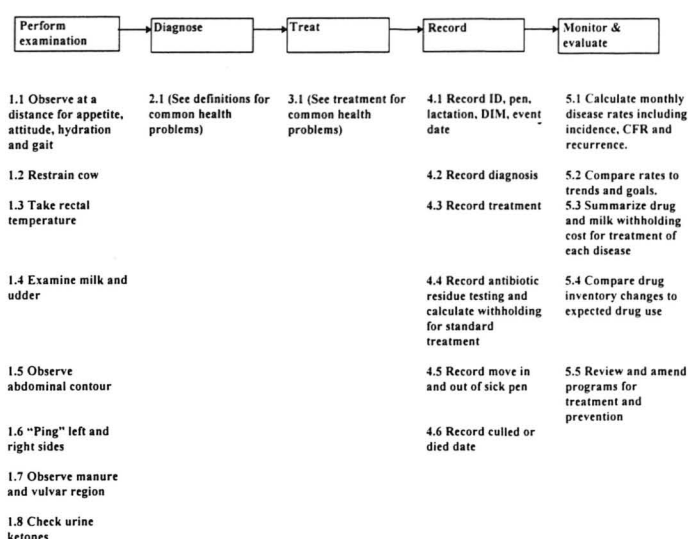 Perform
examination
Diagnose
Treat
Record
Monitor &
evaluate
1.1 Observe at a
distance for appetite,
attitude, hydration
and gait
1.2 Restrain cow
1.3 Take rectal
temperature
1.4 Examine milk and
udder
1.5 Observe
abdominal contour
1.6 “Ping” left and
right sides
1.7 Observe manure
and vulvar region
1.8 Check urine
ketones
2.1 (See definitions for
common health
problems)
3.1 (See treatment for
common health
problems)
4.1 Record ID, pen,
lactation, DIM, event
date
4.2 Record diagnosis
4.3 Record treatment
4.4 Record antibiotic
residue testing and
calculate withholding
for standard
treatment
4.5 Record move in
and out of sick pen
4.6 Record culled or
died date
5.1 Calculate monthly
disease rates including
incidence, CFR and
recurrence.
5.2 Compare rates to
trends and goals.
5.3 Summarize drug
and milk withholding
cost for treatment of
each disease
5.4 Compare drug
inventory changes to
expected drug use
5.5 Review and amend
programs for
treatment and
prevention